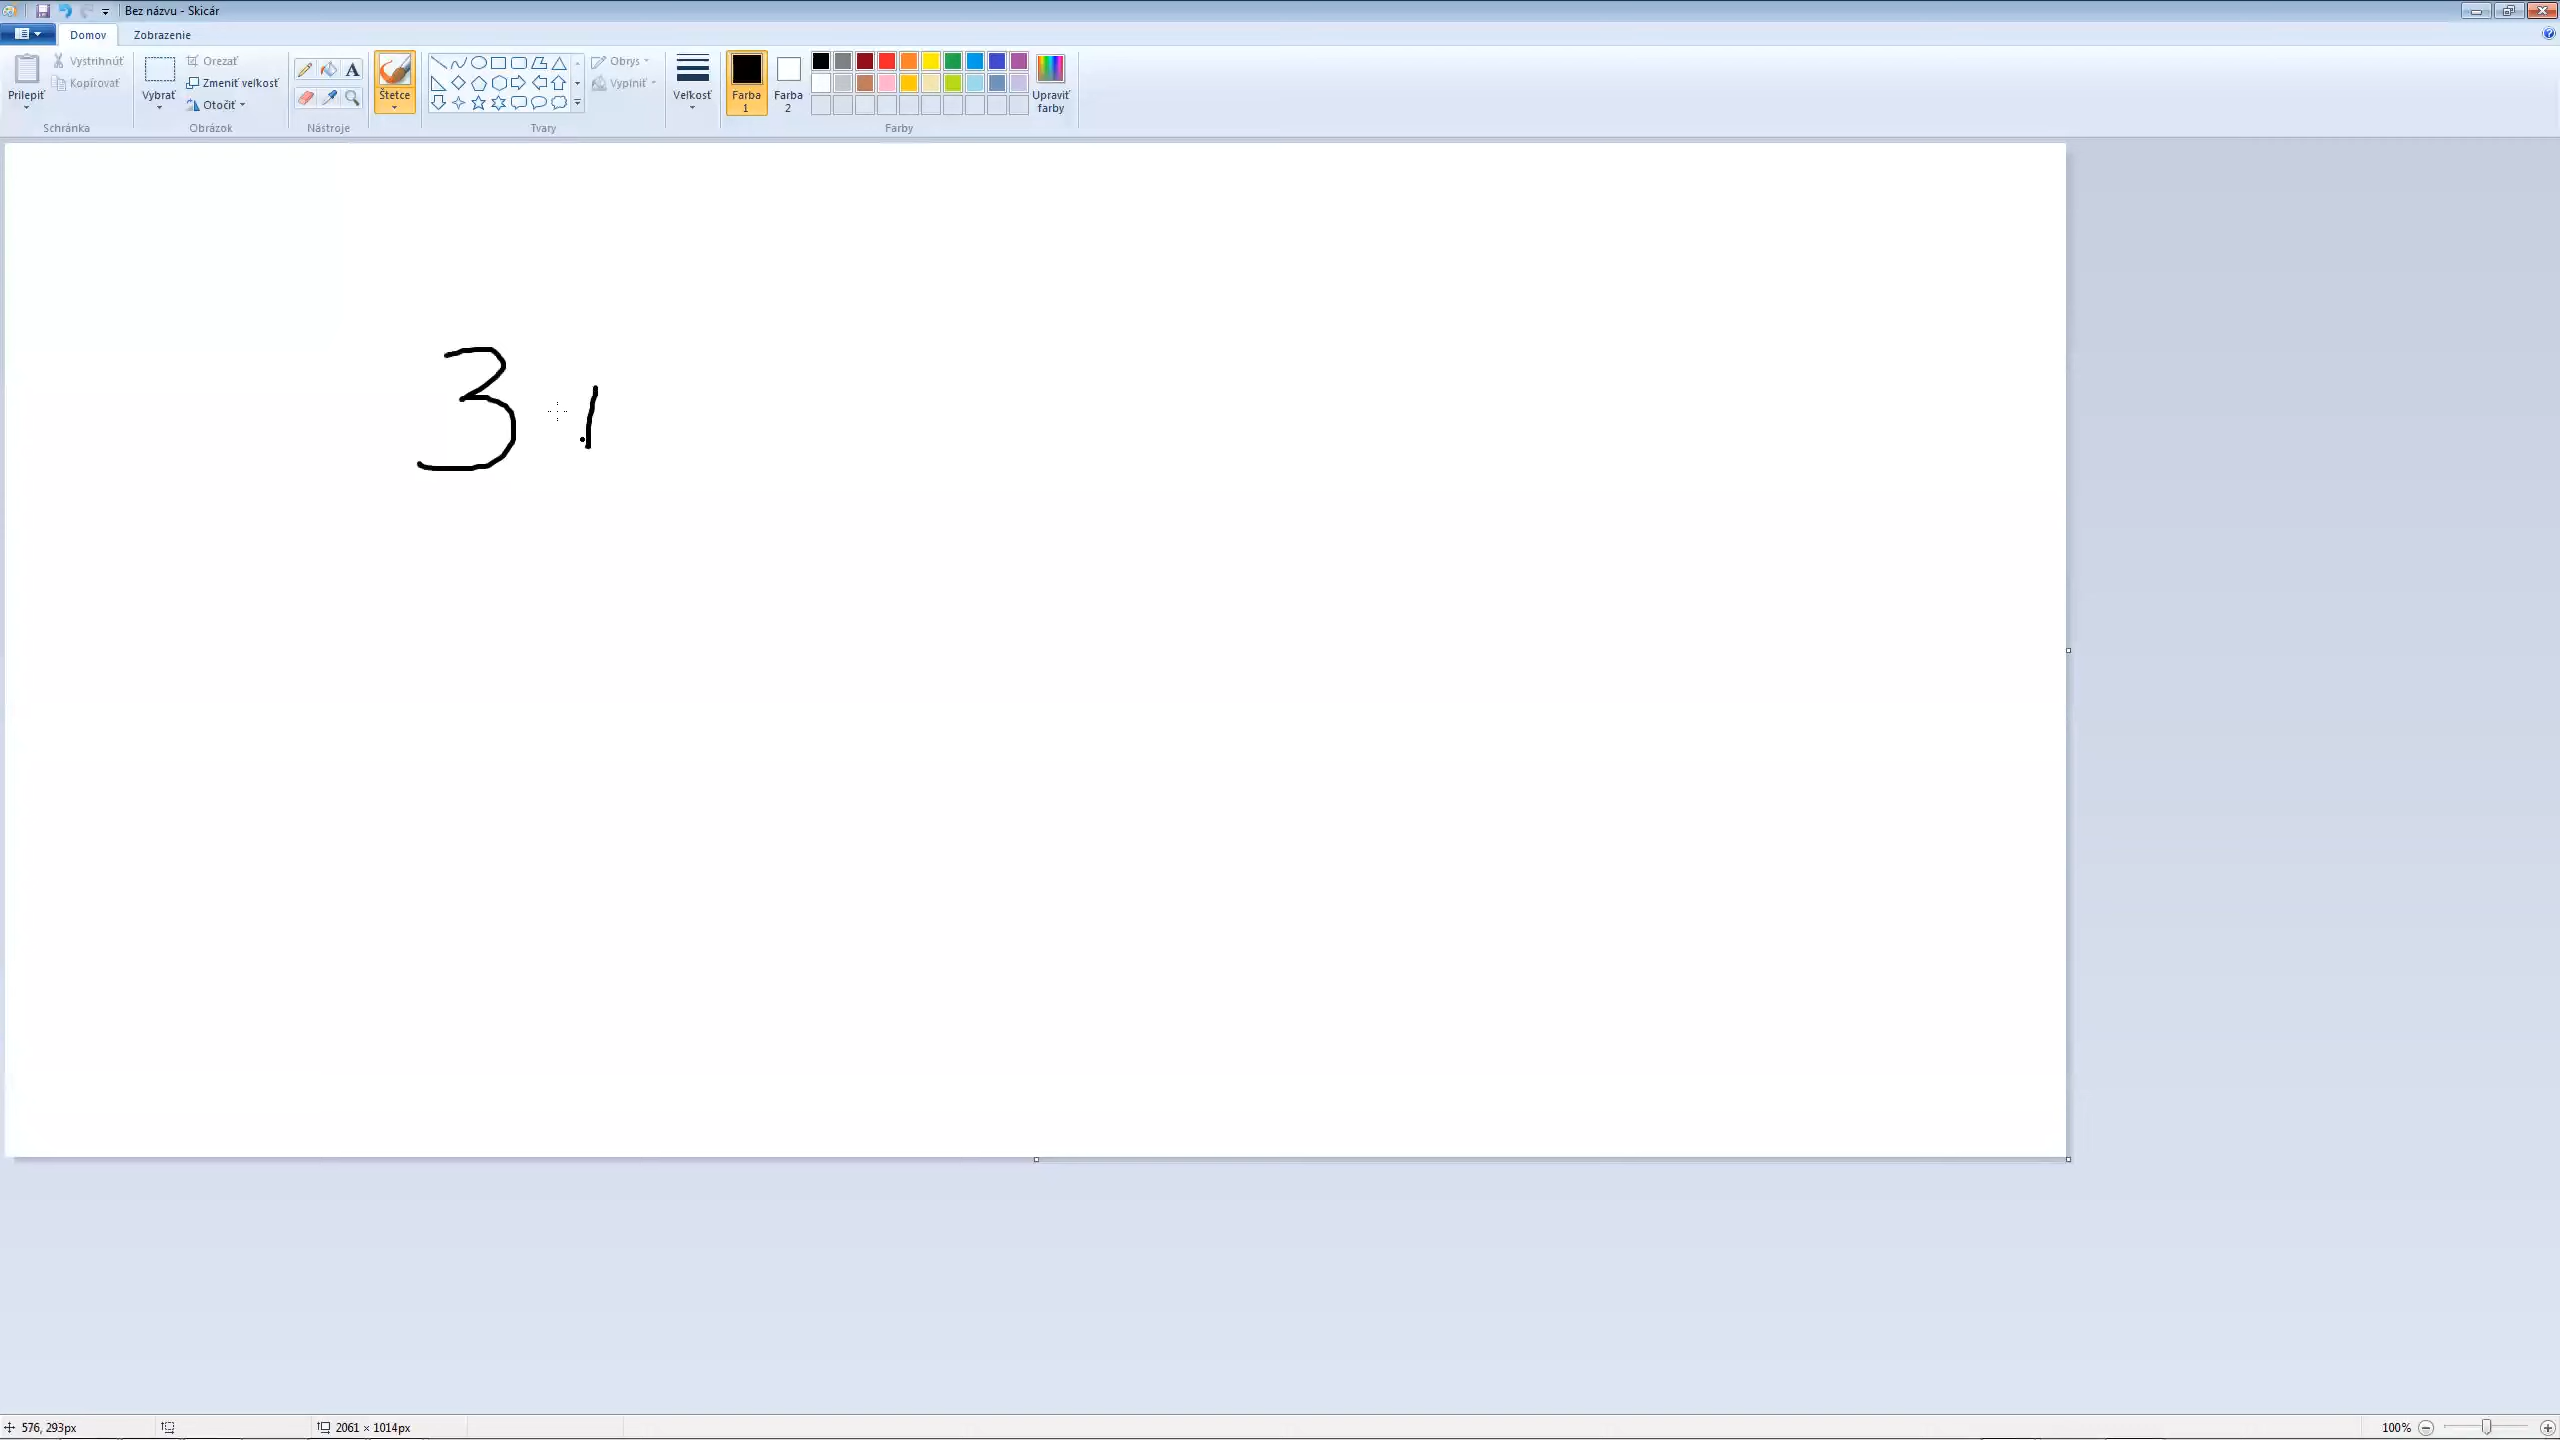 Bez názvu - Skicár
Domov Zobrazenie
Prilepiť
Vystrihnúť
Kopírovať
Schránka
Vybrať
Orezať
Zmeniť veľkosť
Otočiť
Obrázok
A
Nástroje
Štetce
Tvary
Obrys
Vyplniť
Veľkosť
Farba 1
Farba 2
Upraviť farby
Farby
3
576, 293px
2061 × 1014px
100%